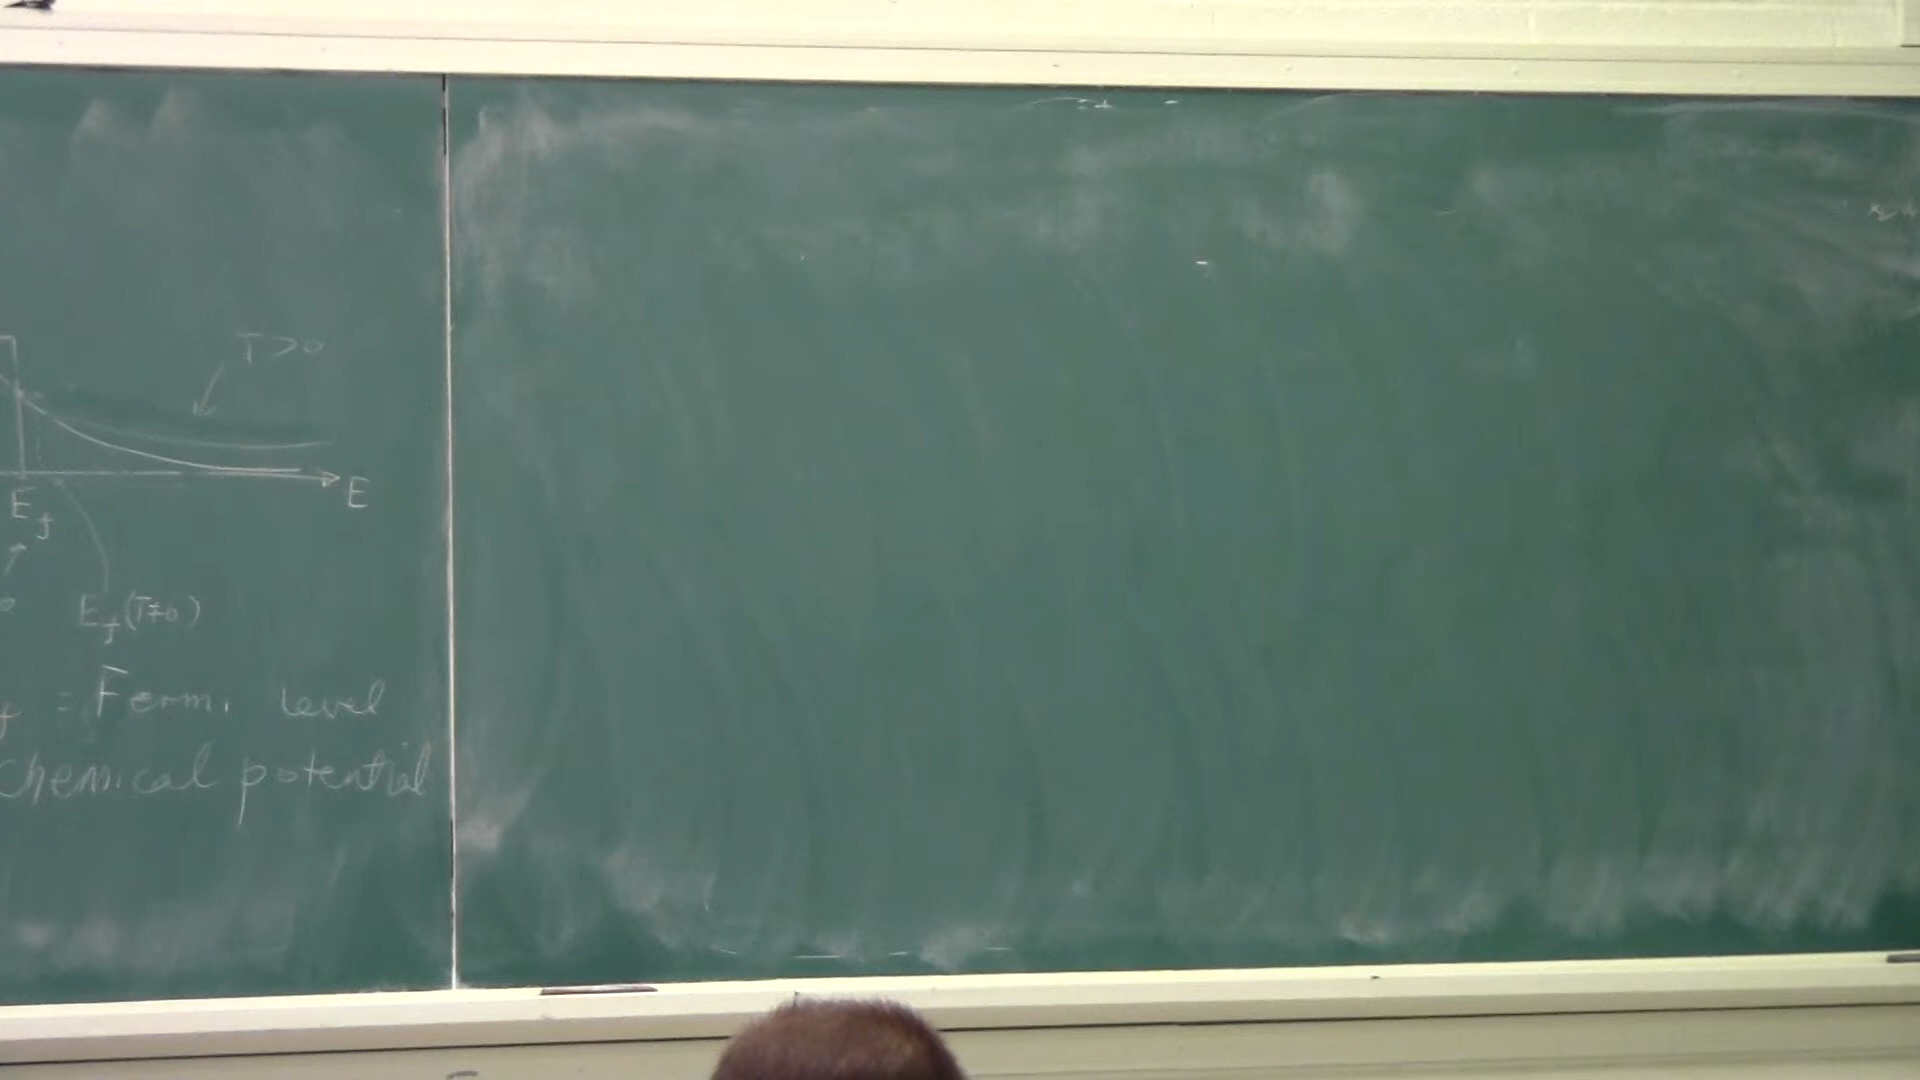 T>0
E
E_f
E_f(T≠0)
= Fermi level
chemical potential